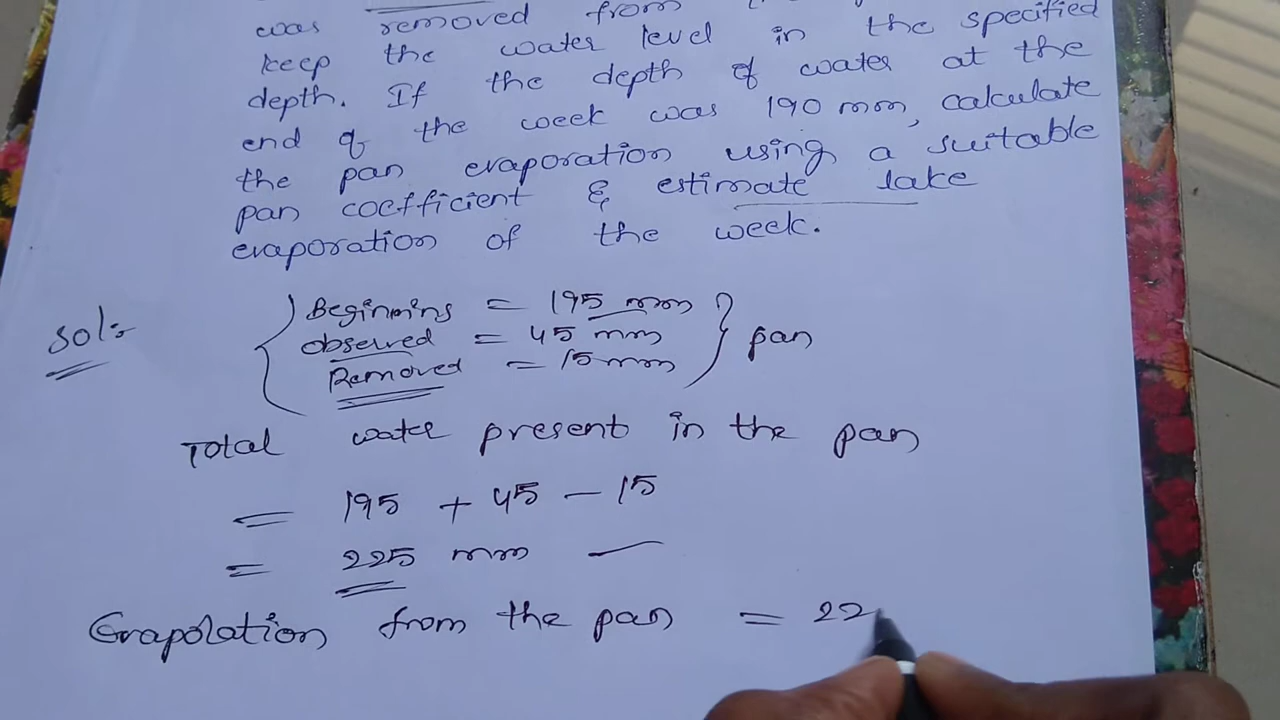 was removed from
keep the water level in the specified
depth. If the depth of water at the
end of the week was 190 mm, calculate
the pan evaporation using a suitable
pan coefficient & estimate lake
evaporation of the week.
Sol:-
Beginning = 195 mm
observed = 45 mm
Removed = 15 mm
pan
Total water present in the pan
= 195 + 45 - 15
= 225 mm
Evaporation from the pan = 22